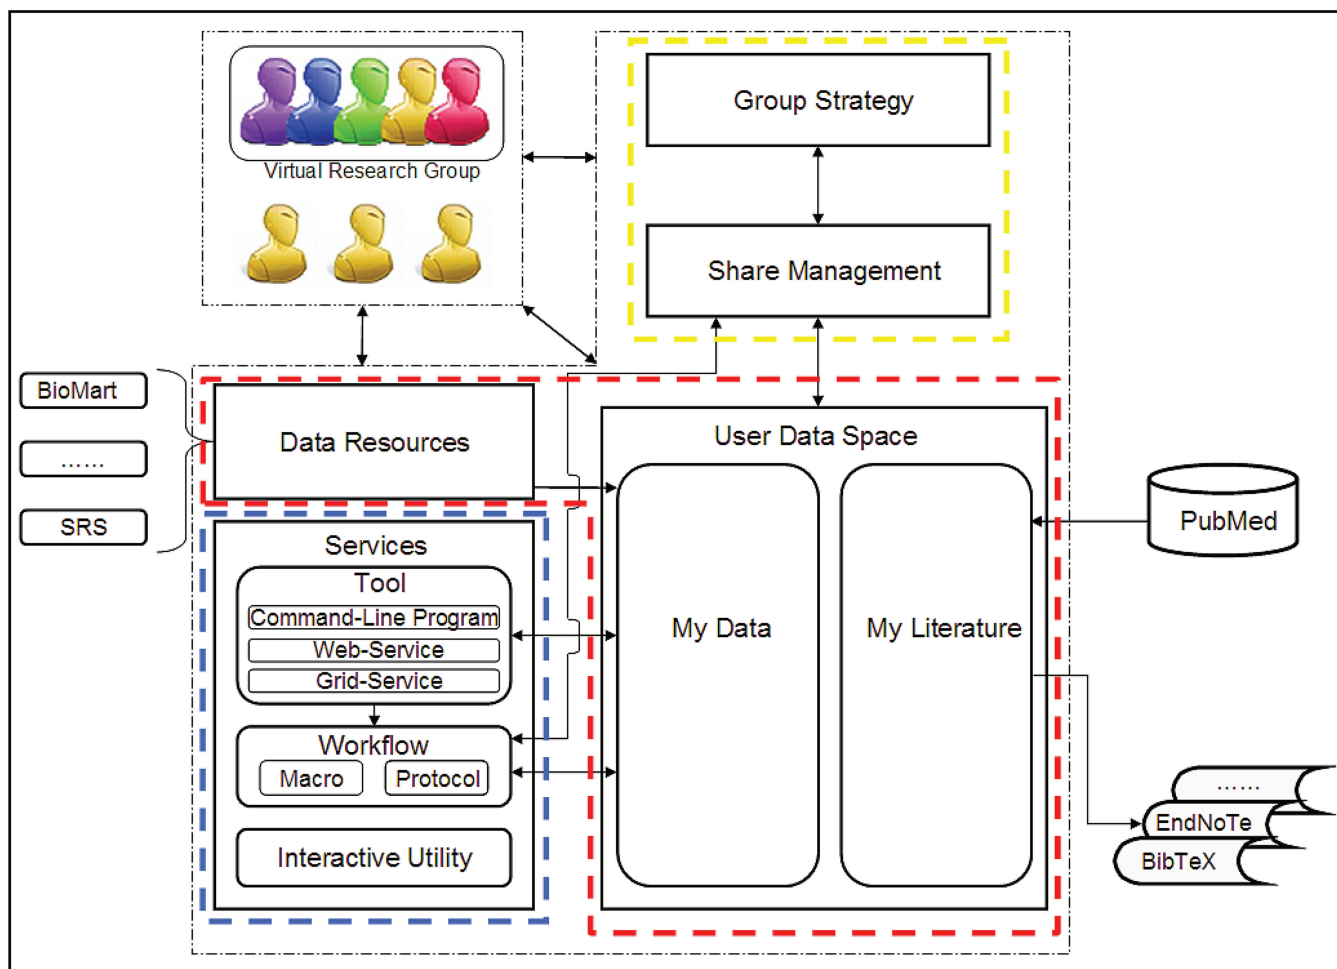 Virtual Research Group
Group Strategy
Share Management
BioMart
……
SRS
Data Resources
User Data Space
My Data
My Literature
PubMed
Services
Tool
Command-Line Program
Web-Service
Grid-Service
Workflow
Macro
Protocol
Interactive Utility
……
EndNoTe
BibTeX